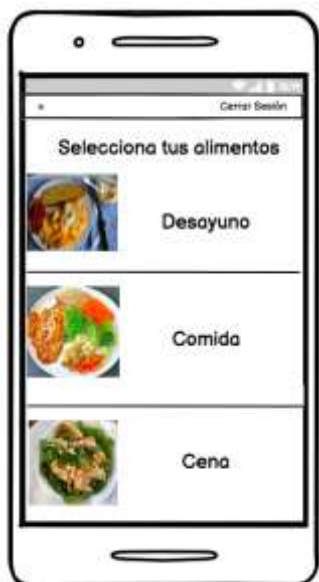 Cerrar Sesión
Selecciona tus alimentos
Desayuno
Comida
Cena